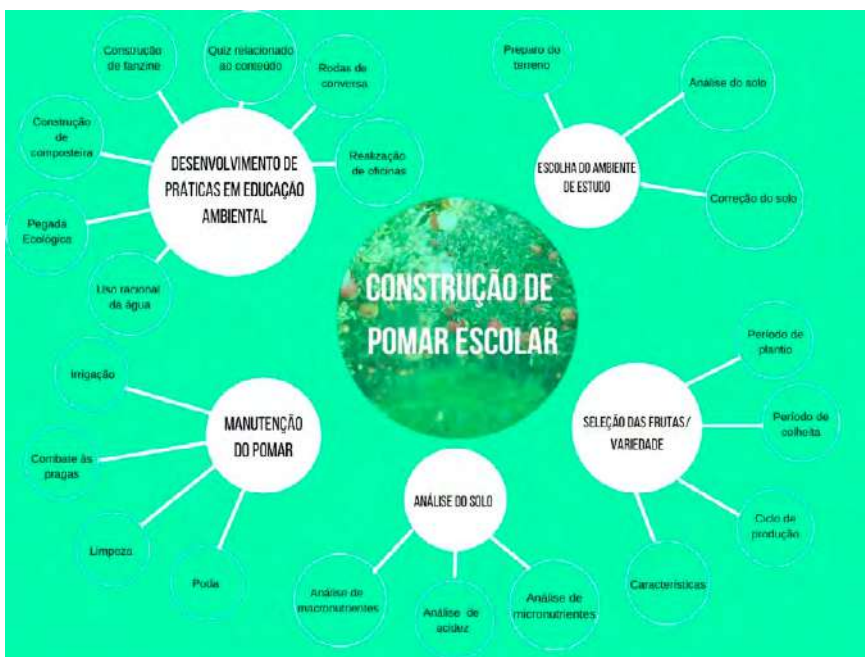 Construção
de fanzine
Quiz relacionado
ao conteúdo
Rodas de
conversa
Construção
de
composteira
Realização
de oficinas
DESENVOLVIMENTO DE
PRÁTICAS EM EDUCAÇÃO
AMBIENTAL
Pegada
Ecológica
Uso racional
da água
Preparo do
terreno
Análise do solo
ESCOLHA DO AMBIENTE
DE ESTUDO
Correção do solo
CONSTRUÇÃO DE
POMAR ESCOLAR
Irrigação
MANUTENÇÃO
DO POMAR
Combate às
pragas
Limpeza
Poda
ANÁLISE DO SOLO
Análise de
macronutrientes
Análise de
acidez
Análise de
micronutrientes
Período de
plantio
SELEÇÃO DAS FRUTAS/
VARIEDADE
Período de
colheita
Ciclo de
produção
Características